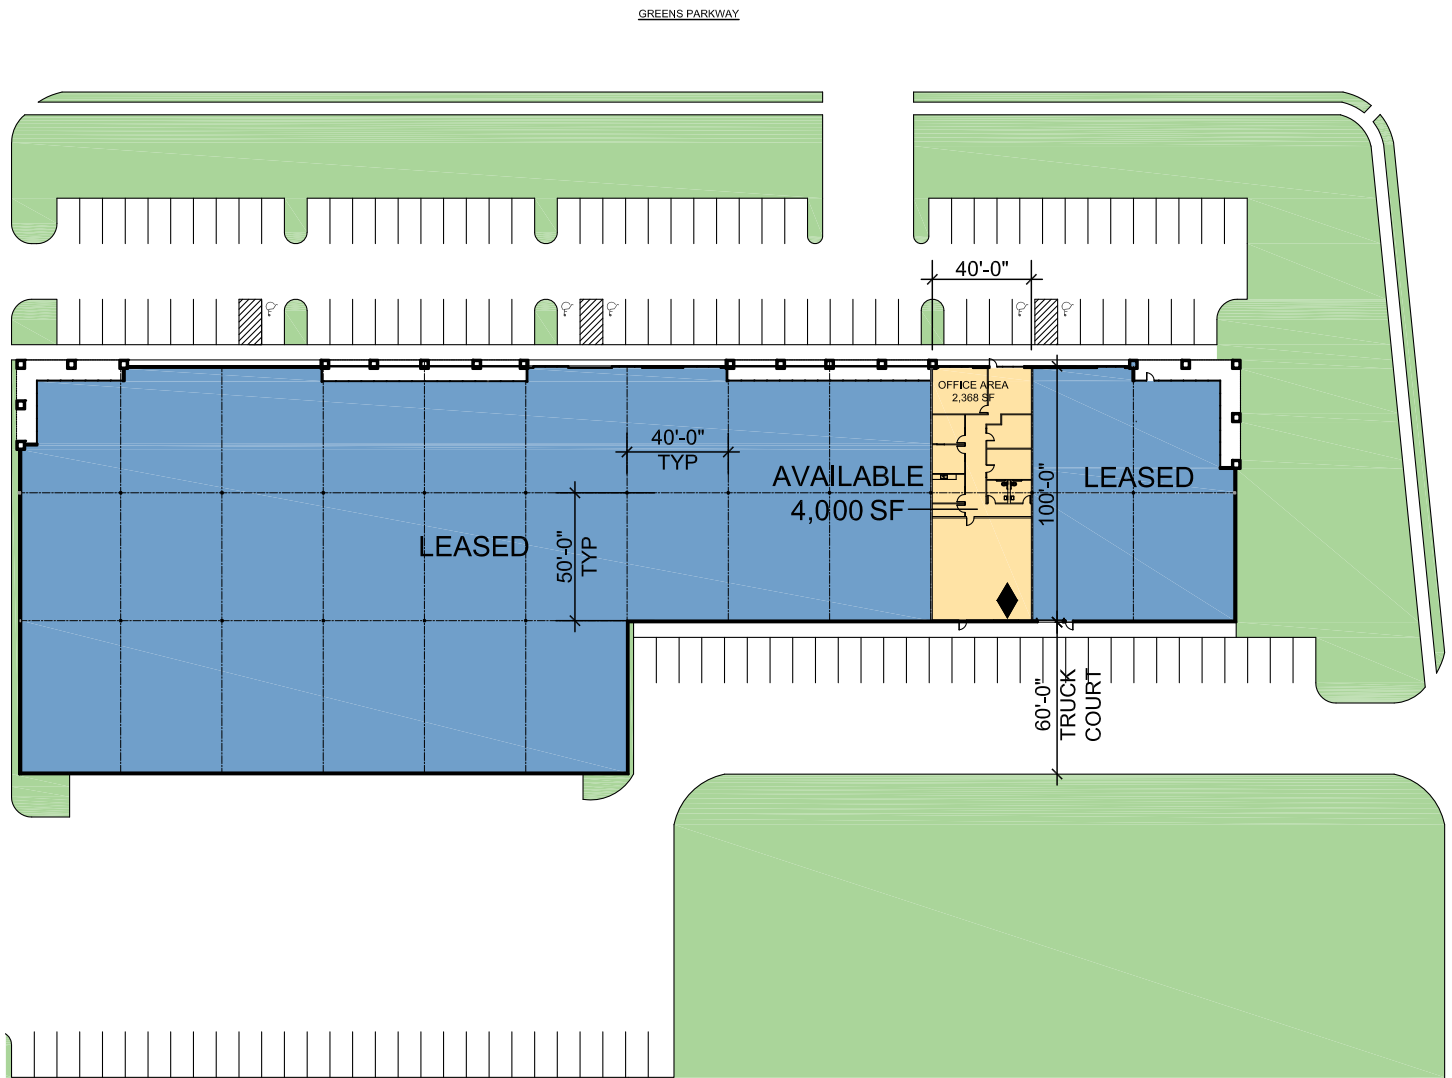 GREENS PARKWAY
40'-0"
OFFICE AREA
2,368 SF
40'-0"
TYP
AVAILABLE
4,000 SF
100'-0"
LEASED
LEASED
50'-0"
TYP
60'-0"
TRUCK
COURT